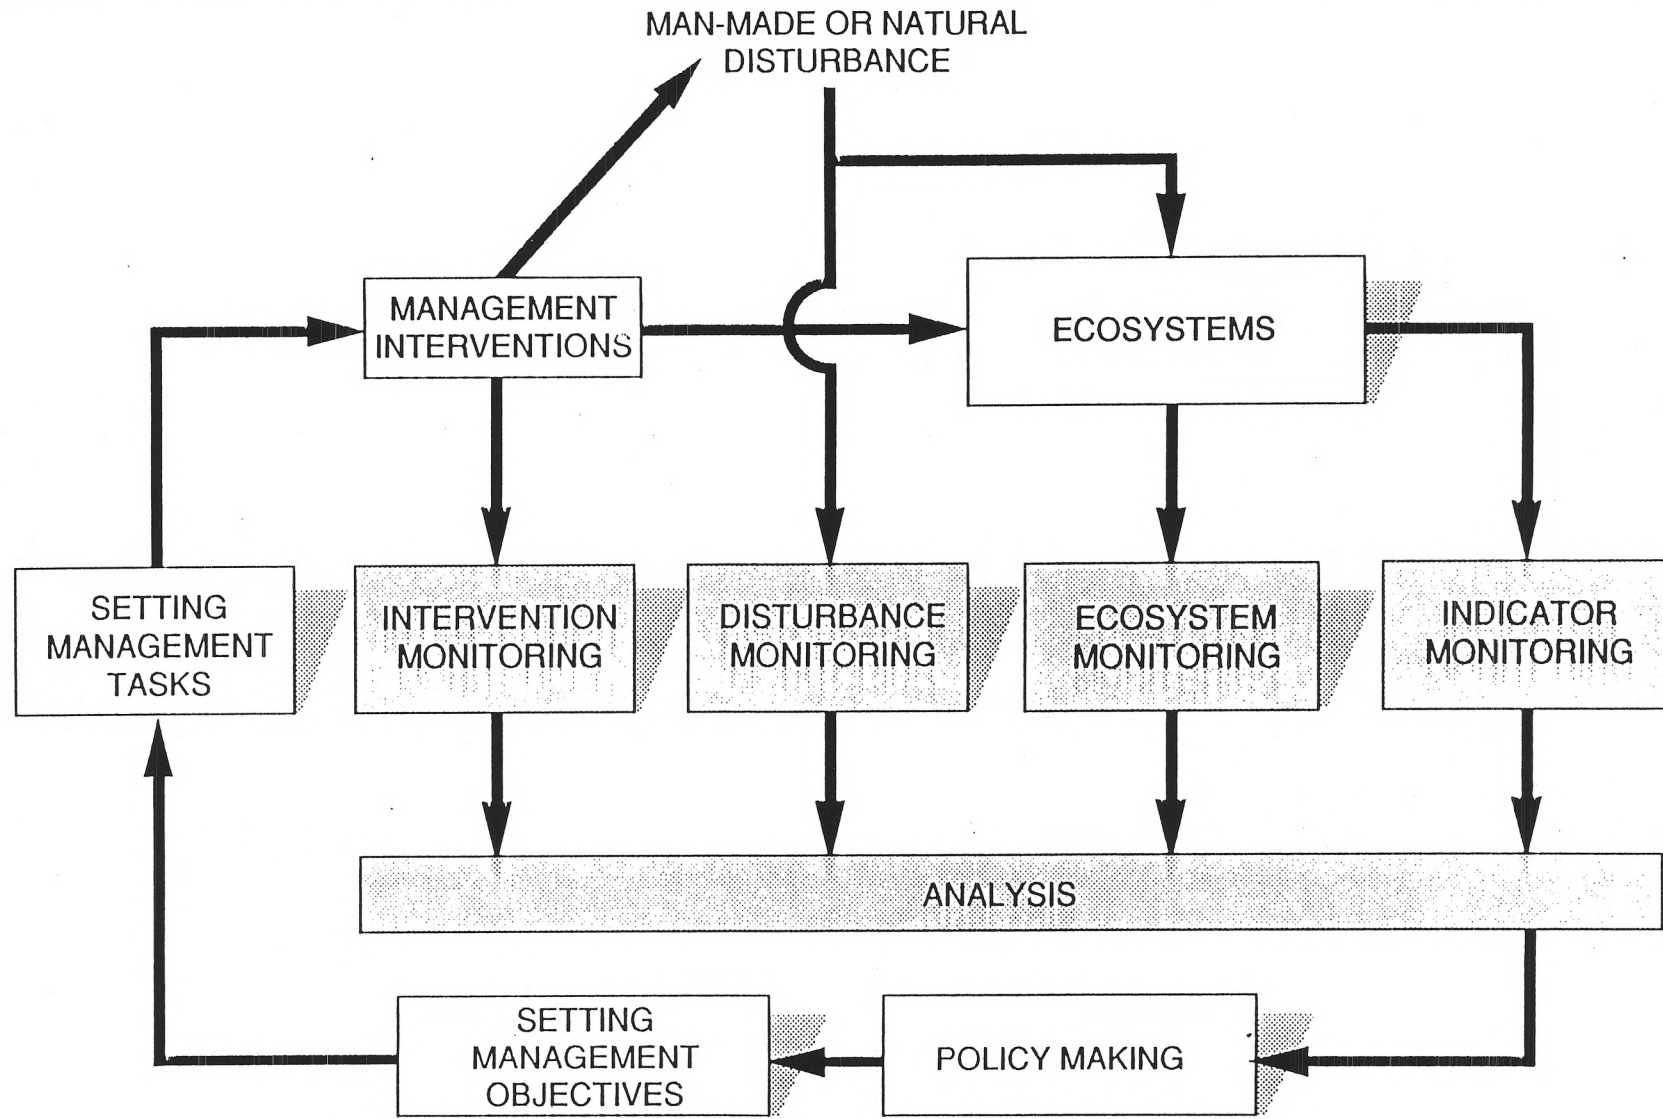 MAN-MADE OR NATURAL
DISTURBANCE
MANAGEMENT
INTERVENTIONS
ECOSYSTEMS
SETTING
MANAGEMENT
TASKS
INTERVENTION
MONITORING
DISTURBANCE
MONITORING
ECOSYSTEM
MONITORING
INDICATOR
MONITORING
ANALYSIS
SETTING
MANAGEMENT
OBJECTIVES
POLICY MAKING